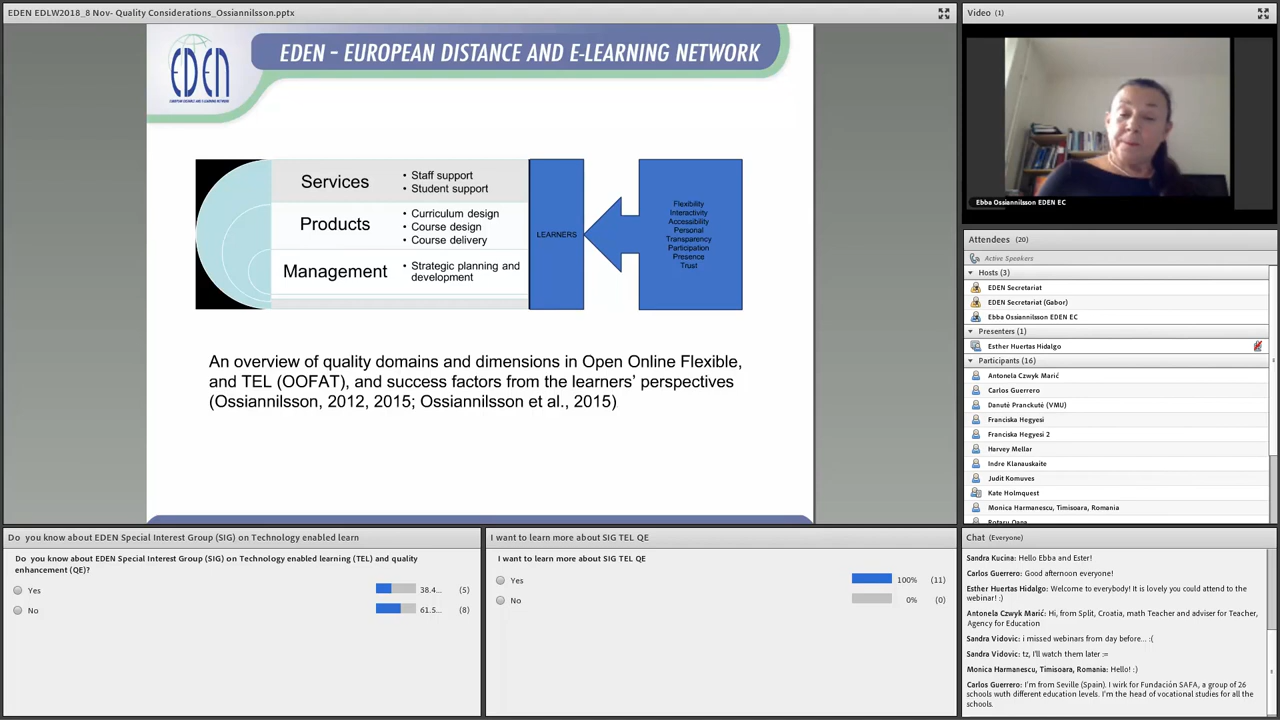 EDEN EDLW2018_8 Nov- Quality Considerations_Ossiannilsson.pptx
EDEN
EUROPEAN DISTANCE AND E-LEARNING NETWORK
EDEN - EUROPEAN DISTANCE AND E-LEARNING NETWORK
Services
• Staff support
• Student support
Products
• Curriculum design
• Course design
• Course delivery
Management
• Strategic planning and
development
LEARNERS
Flexibility
Interactivity
Accessibility
Personal
Transparency
Participation
Presence
Trust
An overview of quality domains and dimensions in Open Online Flexible,
and TEL (OOFAT), and success factors from the learners' perspectives
(Ossiannilsson, 2012, 2015; Ossiannilsson et al., 2015)
Video (1)
Ebba Ossiannilsson EDEN EC
Attendees (20)
Active Speakers
Hosts (3)
EDEN Secretariat
EDEN Secretariat (Gabor)
Ebba Ossiannilsson EDEN EC
Presenters (1)
Esther Huertas Hidalgo
Participants (16)
Antonela Czwyk Marić
Carlos Guerrero
Danutė Pranckutė (VMU)
Franciska Hegyesi
Franciska Hegyesi 2
Harvey Mellar
Indre Klanauskaite
Judit Komuves
Kate Holmquest
Monica Harmanescu, Timisoara, Romania
Rotaru Oana
Do you know about EDEN Special Interest Group (SIG) on Technology enabled learn
Do you know about EDEN Special Interest Group (SIG) on Technology enabled learning (TEL) and quality
enhancement (QE)?
Yes 38.4... (5)
No 61.5... (8)
I want to learn more about SIG TEL QE
I want to learn more about SIG TEL QE
Yes 100% (11)
No 0% (0)
Chat (Everyone)
Sandra Kucina: Hello Ebba and Ester!
Carlos Guerrero: Good afternoon everyone!
Esther Huertas Hidalgo: Welcome to everybody! It is lovely you could attend to the
webinar! :)
Antonela Czwyk Marić: Hi, from Split, Croatia, math Teacher and adviser for Teacher,
Agency for Education
Sandra Vidovic: i missed webinars from day before... :(
Sandra Vidovic: tz, I'll watch them later :=
Monica Harmanescu, Timisoara, Romania: Hello! :)
Carlos Guerrero: I'm from Seville (Spain). I wirk for Fundación SAFA, a group of 26
schools wuth different education levels. I'm the head of vocational studies for all the
schools.